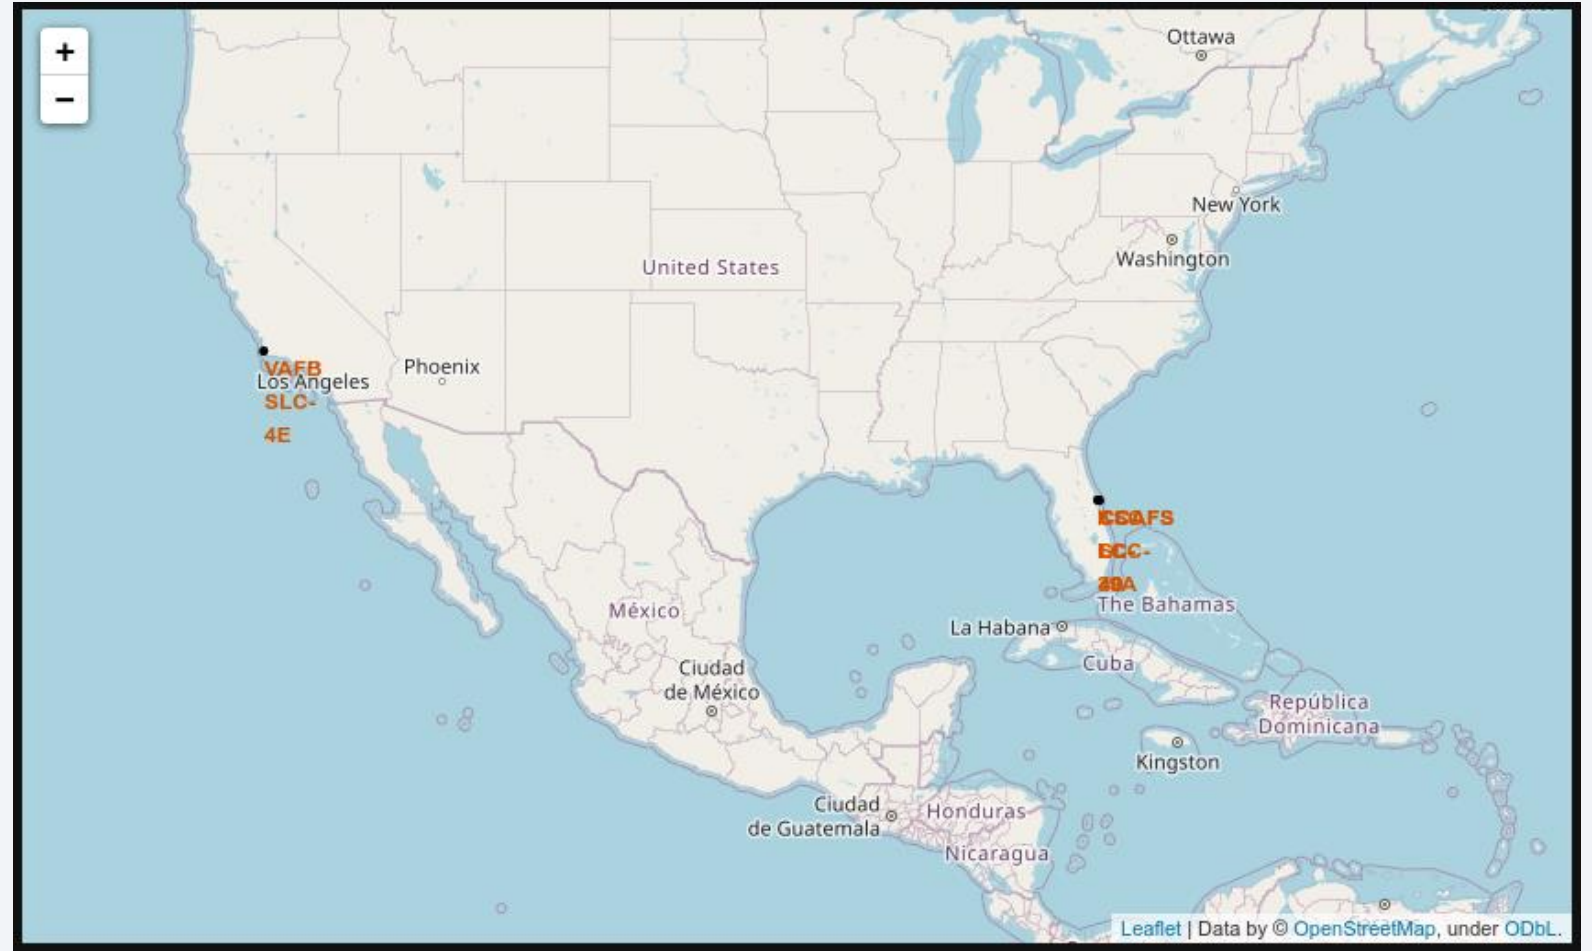 +
Ottawa
−
New York
Washington
United States
VAFB
SLC-
4E
Los Angeles
Phoenix
The Bahamas
México
La Habana
Cuba
Ciudad
de México
República
Dominicana
Kingston
Ciudad
de Guatemala
Honduras
Nicaragua
Leaflet | Data by © OpenStreetMap, under ODbL.